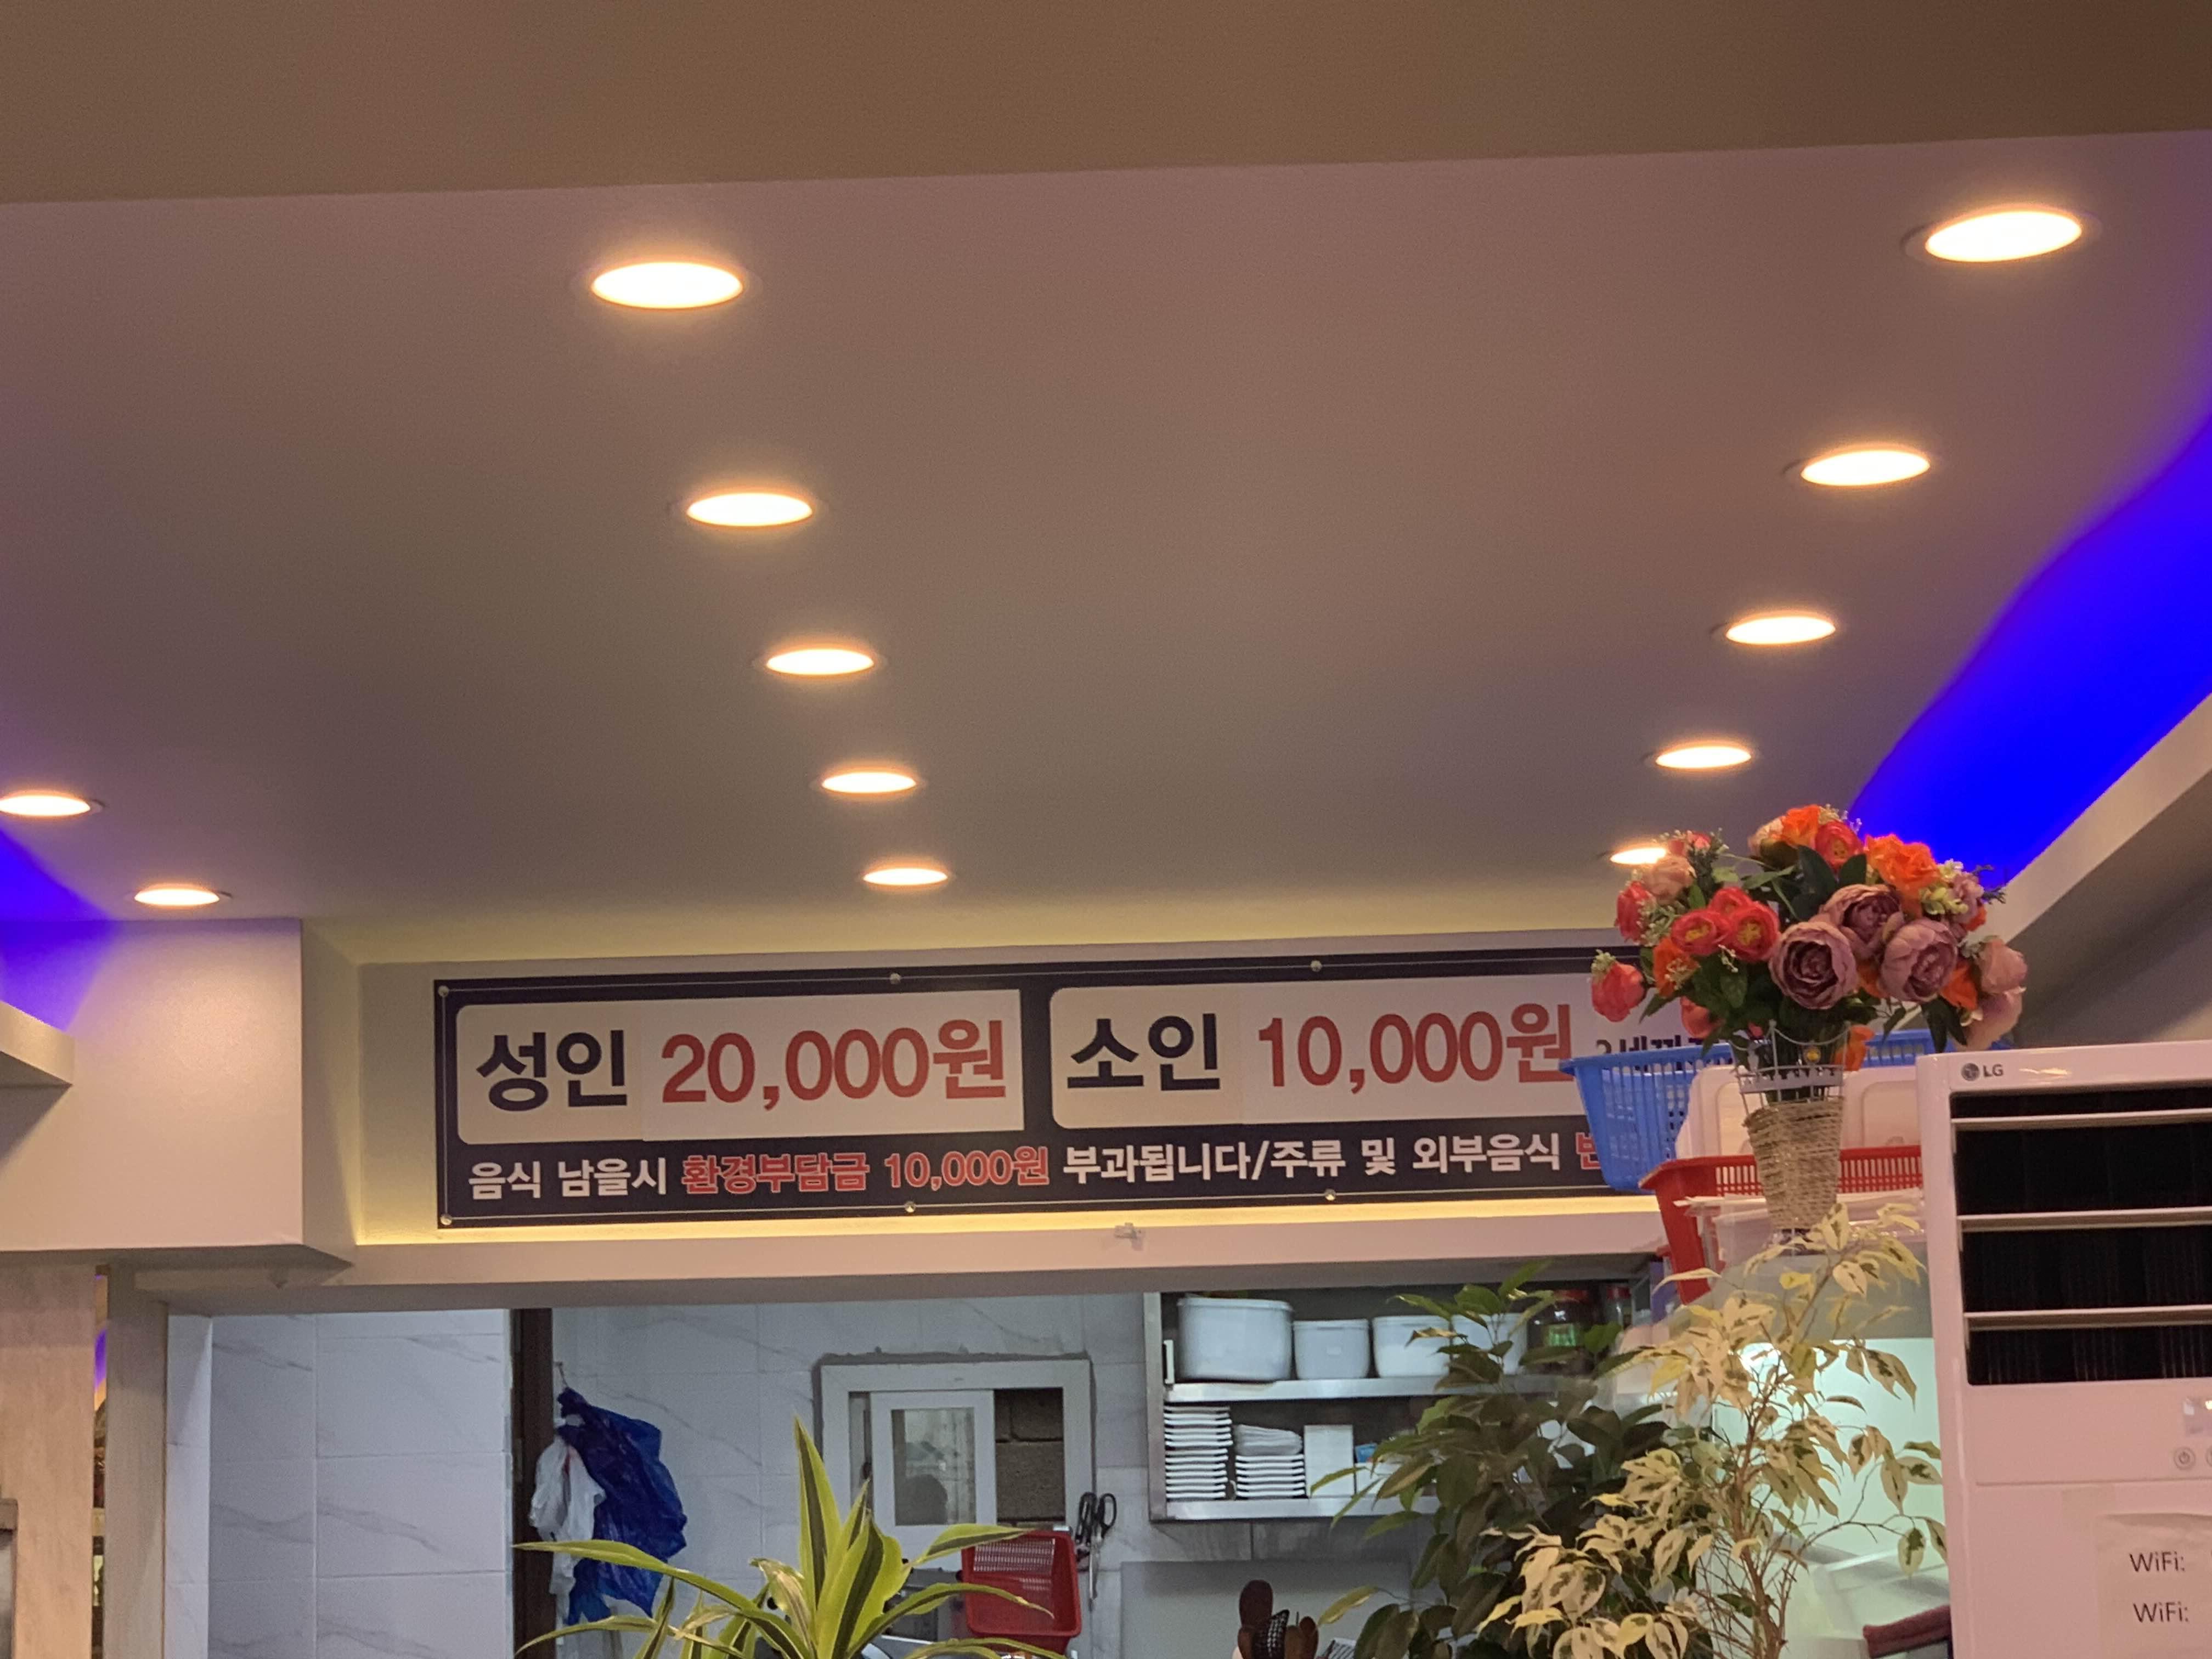 성인 20,000원 소인 10,000원
음식 남을시 환경부담금 10,000원 부과됩니다/주류 및 외부음식
LG
WiFi:
WiFi: